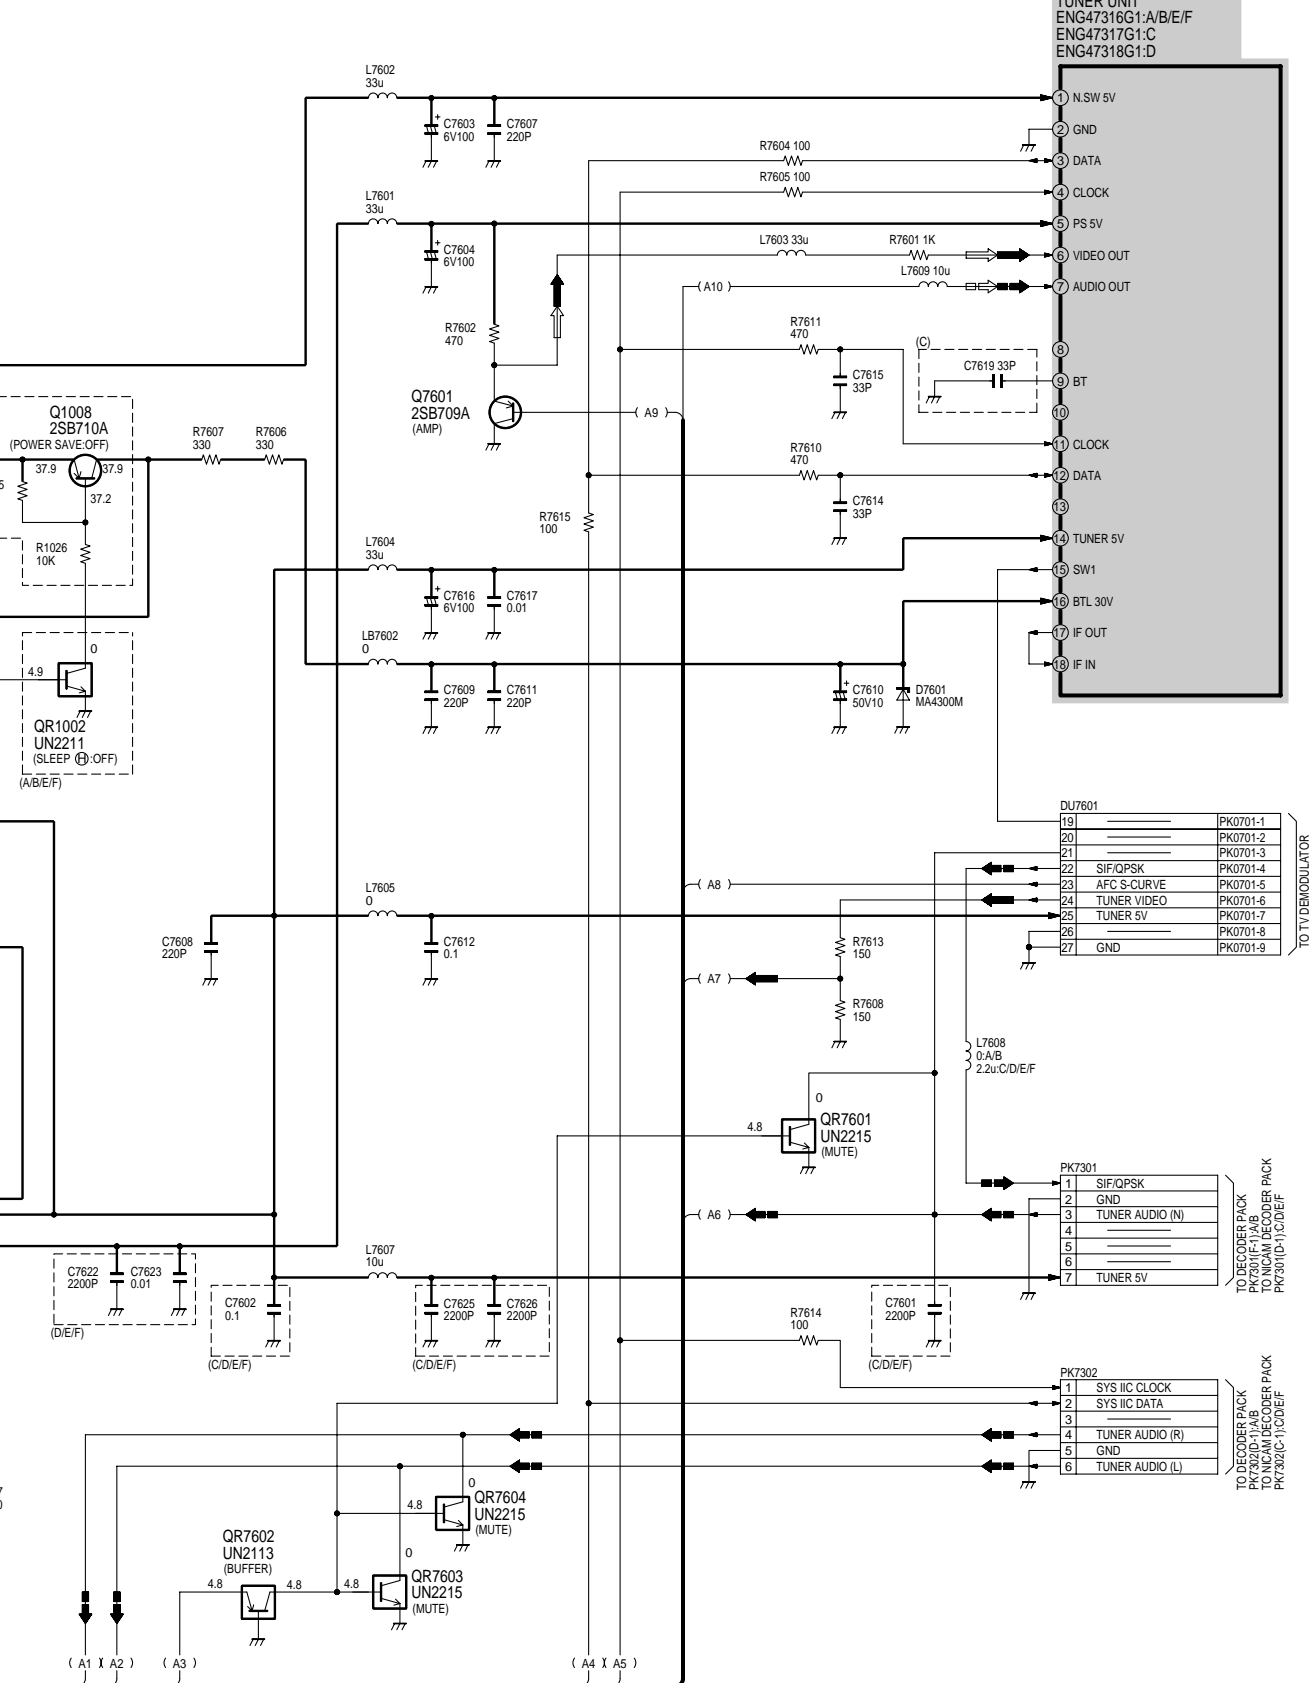 TUNER UNIT
ENG47316G1:A/B/E/F
ENG47317G1:C
ENG47318G1:D
L7602
33u
1 N.SW 5V
C7603
6V100
C7607
220P
2 GND
R7604 100
3 DATA
R7605 100
4 CLOCK
L7601
33u
5 PS 5V
C7604
6V100
L7603 33u
R7601 1K
6 VIDEO OUT
L7609 10u
( A10 )
7 AUDIO OUT
R7602
470
R7611
470
8
(C)
C7615
33P
C7619 33P
9 BT
Q7601
2SB709A
(AMP)
( A9 )
10
Q1008
2SB710A
(POWER SAVE:OFF)
37.9
37.9
37.2
5
R7607
330
R7606
330
11 CLOCK
R7610
470
12 DATA
C7614
33P
13
R7615
100
14 TUNER 5V
R1026
10K
L7604
33u
15 SW1
C7616
6V100
C7617
0.01
16 BTL 30V
LB7602
0
17 IF OUT
18 IF IN
0
4.9
QR1002
UN2211
(SLEEP H:OFF)
(A/B/E/F)
C7609
220P
C7611
220P
C7610
50V10
D7601
MA4300M
DU7601
19 PK0701-1
20 PK0701-2
21 PK0701-3
22 SIF/QPSK PK0701-4
23 AFC S-CURVE PK0701-5
24 TUNER VIDEO PK0701-6
25 TUNER 5V PK0701-7
26 PK0701-8
27 GND PK0701-9
TO TV DEMODULATOR
( A8 )
L7605
0
C7608
220P
C7612
0.1
R7613
150
( A7 )
R7608
150
L7608
0:A/B
2.2u:C/D/E/F
0
4.8
QR7601
UN2215
(MUTE)
PK7301
1 SIF/QPSK
2 GND
3 TUNER AUDIO (N)
4
5
6
7 TUNER 5V
TO DECODER PACK
PK7301(F-1):A/B
TO NICAM DECODER PACK
PK7301(D-1):C/D/E/F
( A6 )
L7607
10u
C7622
2200P
C7623
0.01
(D/E/F)
C7602
0.1
(C/D/E/F)
C7625
2200P
C7626
2200P
(C/D/E/F)
R7614
100
C7601
2200P
(C/D/E/F)
PK7302
1 SYS IIC CLOCK
2 SYS IIC DATA
3
4 TUNER AUDIO (R)
5 GND
6 TUNER AUDIO (L)
TO DECODER PACK
PK7302(D-1):A/B
TO NICAM DECODER PACK
PK7302(C-1):C/D/E/F
0
4.8
QR7604
UN2215
(MUTE)
QR7602
UN2113
(BUFFER)
4.8
4.8
4.8
0
QR7603
UN2215
(MUTE)
( A1 )( A2 ) ( A3 ) ( A4 )( A5 )